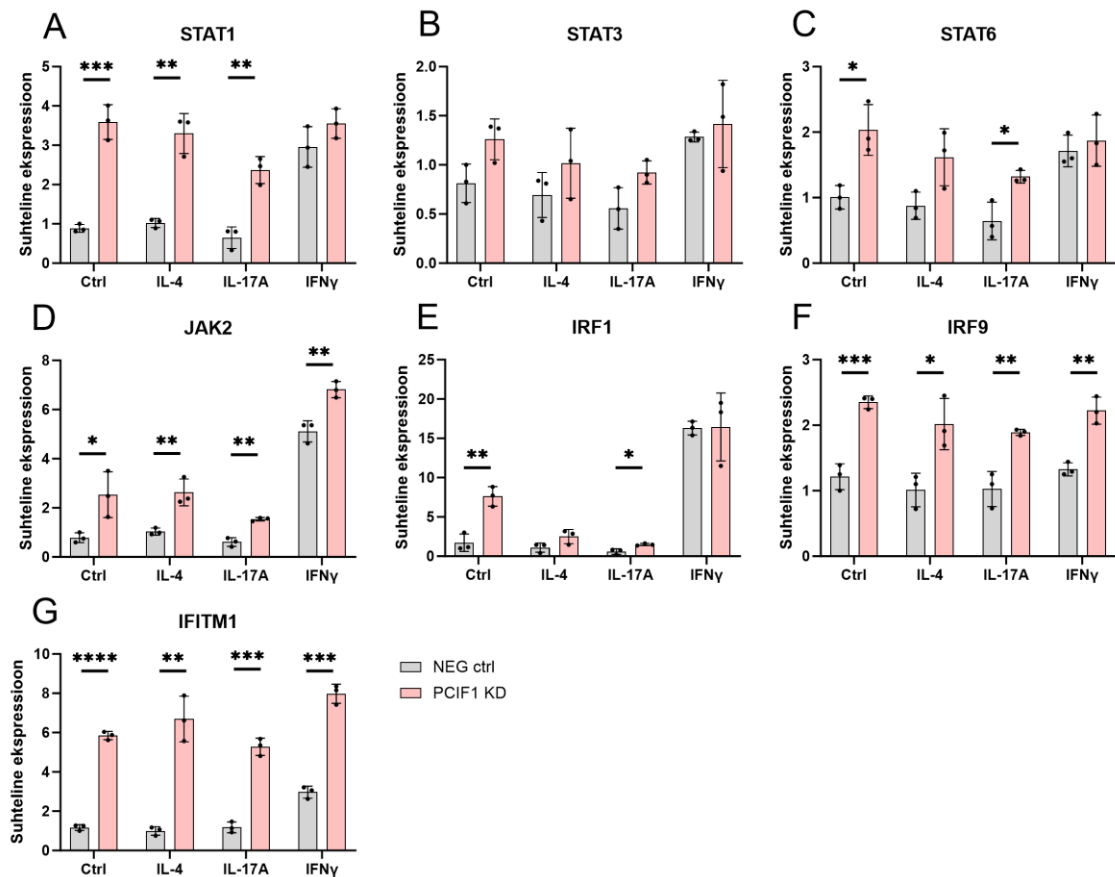 A
STAT1
Suhteline ekspressioon
5
4
3
2
1
0
*** ** **
Ctrl IL-4 IL-17A IFNγ
B
STAT3
Suhteline ekspressioon
2.0
1.5
1.0
0.5
0.0
Ctrl IL-4 IL-17A IFNγ
C
STAT6
Suhteline ekspressioon
3
2
1
0
* *
Ctrl IL-4 IL-17A IFNγ
D
JAK2
Suhteline ekspressioon
8
6
4
2
0
* ** ** **
Ctrl IL-4 IL-17A IFNγ
E
IRF1
Suhteline ekspressioon
25
20
15
10
5
0
** *
Ctrl IL-4 IL-17A IFNγ
F
IRF9
Suhteline ekspressioon
3
2
1
0
*** * ** **
Ctrl IL-4 IL-17A IFNγ
G
IFITM1
Suhteline ekspressioon
10
8
6
4
2
0
**** ** *** ***
Ctrl IL-4 IL-17A IFNγ
NEG ctrl
PCIF1 KD